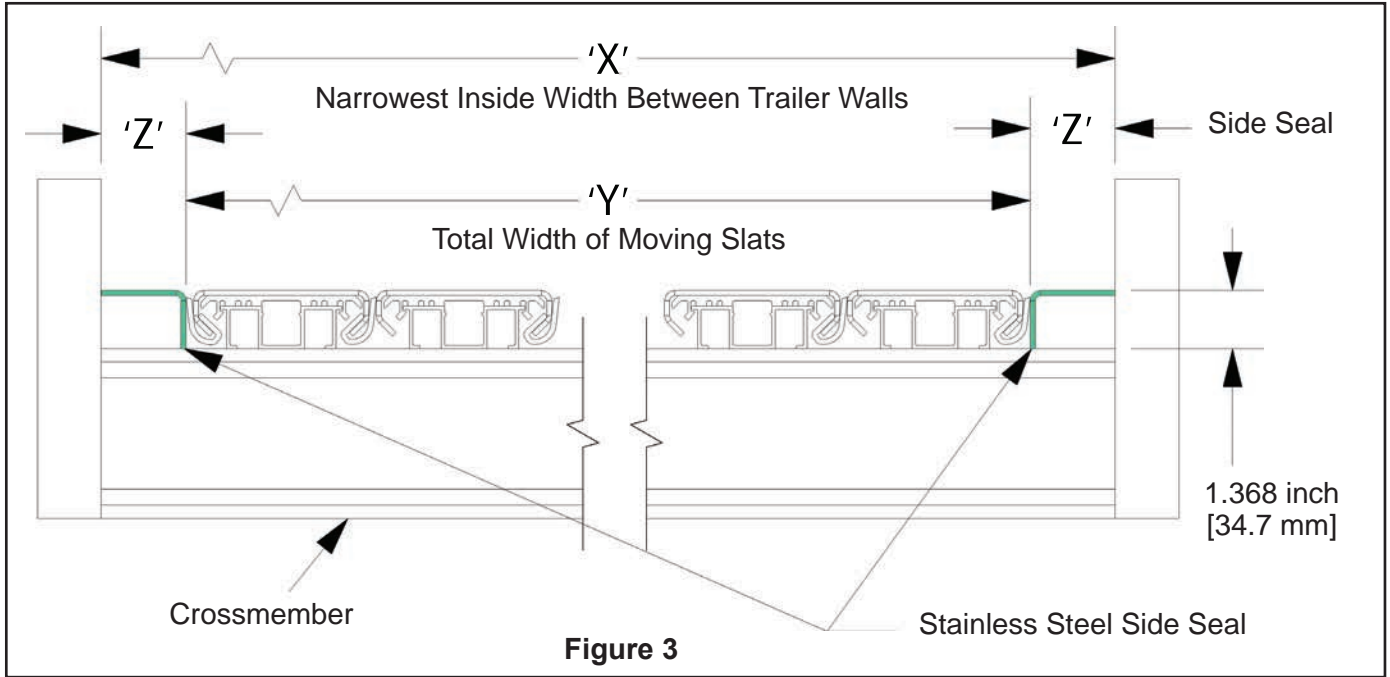 ‘X’
Narrowest Inside Width Between Trailer Walls
‘Z’
‘Z’
Side Seal
‘Y’
Total Width of Moving Slats
1.368 inch
[34.7 mm]
Crossmember
Stainless Steel Side Seal
Figure 3